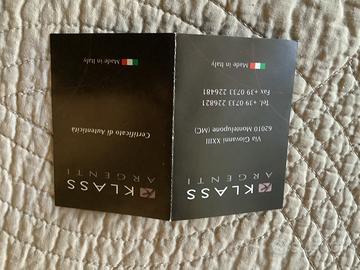 KLASS
ARGENTI
Via Giovanni XXIII
62010 Montelupone (MC)
Tel. +39 0733 226821
Fax +39 0733 226481
Made in Italy
KLASS
ARGENTI
Certificato di Autenticità
Made in Italy